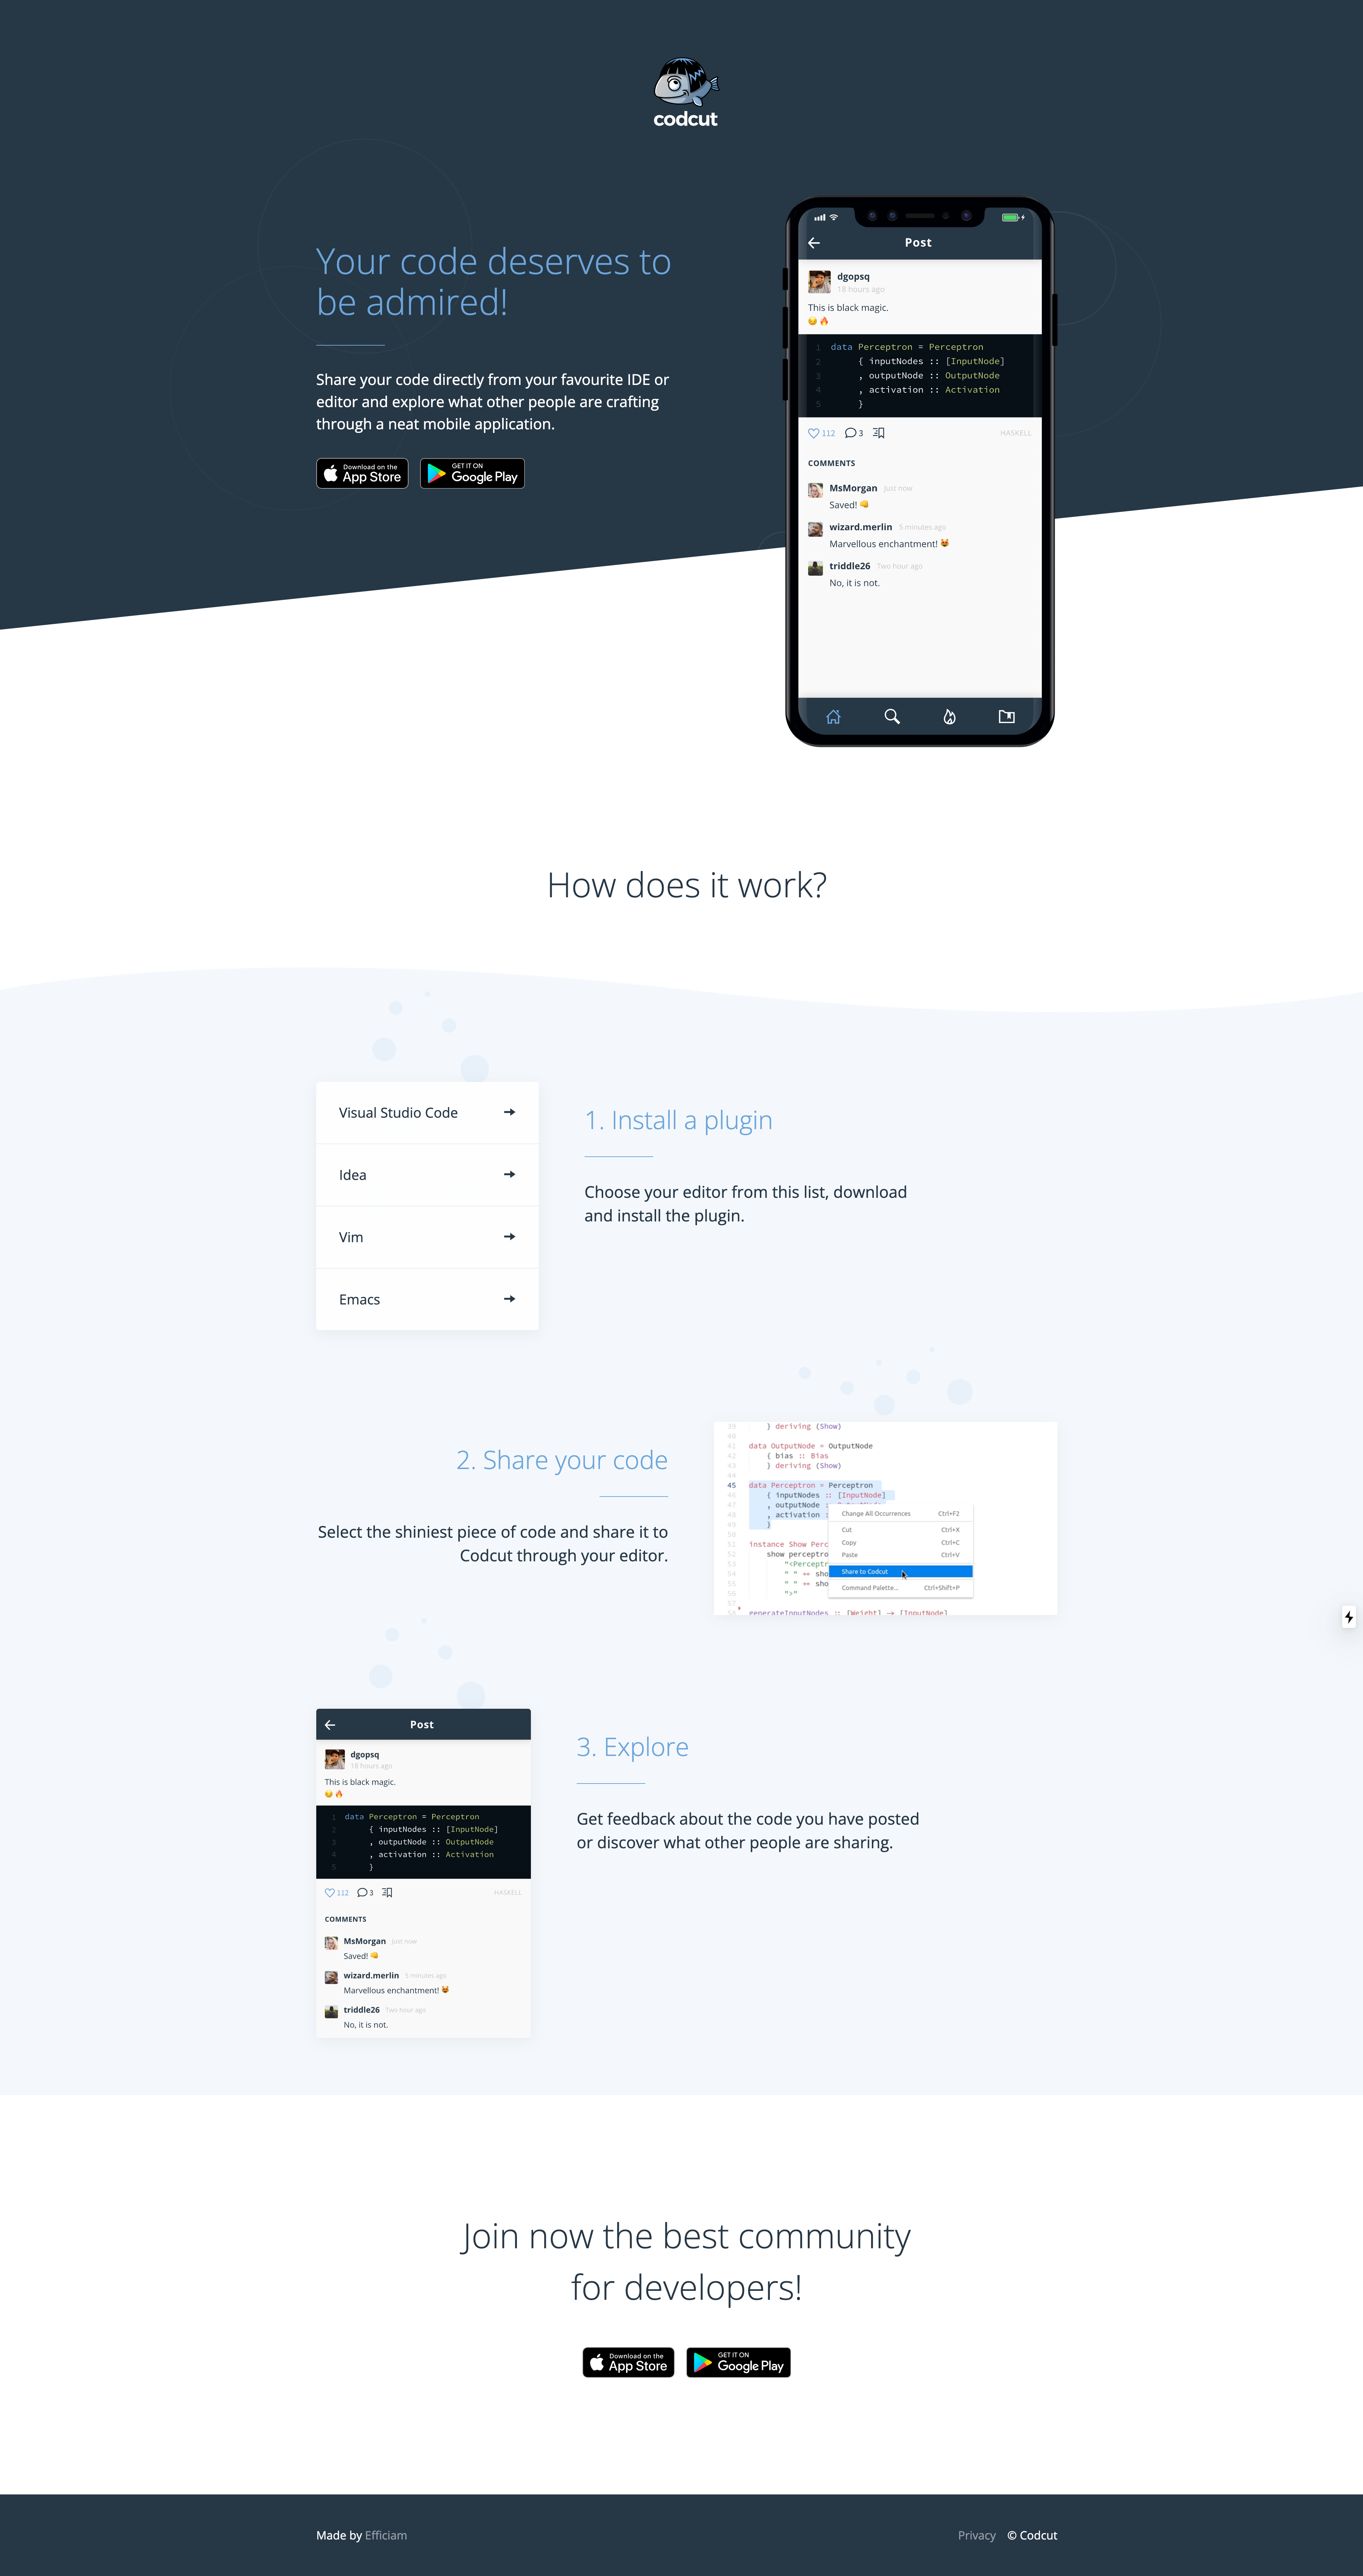 codcut
Your code deserves to
be admired!
Share your code directly from your favourite IDE or
editor and explore what other people are crafting
through a neat mobile application.
Download on the
App Store
GET IT ON
Google Play
Post
dgopsq
18 hours ago
This is black magic.
1 data Perceptron = Perceptron
2 { inputNodes :: [InputNode]
3 , outputNode :: OutputNode
4 , activation :: Activation
5 }
112 3 HASKELL
COMMENTS
MsMorgan Just now
Saved!
wizard.merlin 5 minutes ago
Marvellous enchantment!
triddle26 Two hour ago
No, it is not.
How does it work?
Visual Studio Code
Idea
Vim
Emacs
1. Install a plugin
Choose your editor from this list, download
and install the plugin.
2. Share your code
Select the shiniest piece of code and share it to
Codcut through your editor.
39 } deriving (Show)
40
41 data OutputNode = OutputNode
42 { bias :: Bias
43 } deriving (Show)
44
45 data Perceptron = Perceptron
46 { inputNodes :: [InputNode]
47 , outputNode :: OutputNode
48 , activation :
49 }
50
51 instance Show Perc
52 show perceptro
53 "<Perceptr
54 " " ++ sho
55 " " ++ sho
56 ">"
57
58 generateInputNodes :: [Weight] -> [InputNode]
Change All Occurrences Ctrl+F2
Cut Ctrl+X
Copy Ctrl+C
Paste Ctrl+V
Share to Codcut
Command Palette... Ctrl+Shift+P
Post
dgopsq
18 hours ago
This is black magic.
1 data Perceptron = Perceptron
2 { inputNodes :: [InputNode]
3 , outputNode :: OutputNode
4 , activation :: Activation
5 }
112 3 HASKELL
COMMENTS
MsMorgan Just now
Saved!
wizard.merlin 5 minutes ago
Marvellous enchantment!
triddle26 Two hour ago
No, it is not.
3. Explore
Get feedback about the code you have posted
or discover what other people are sharing.
Join now the best community
for developers!
Download on the
App Store
GET IT ON
Google Play
Made by Efficiam
Privacy © Codcut